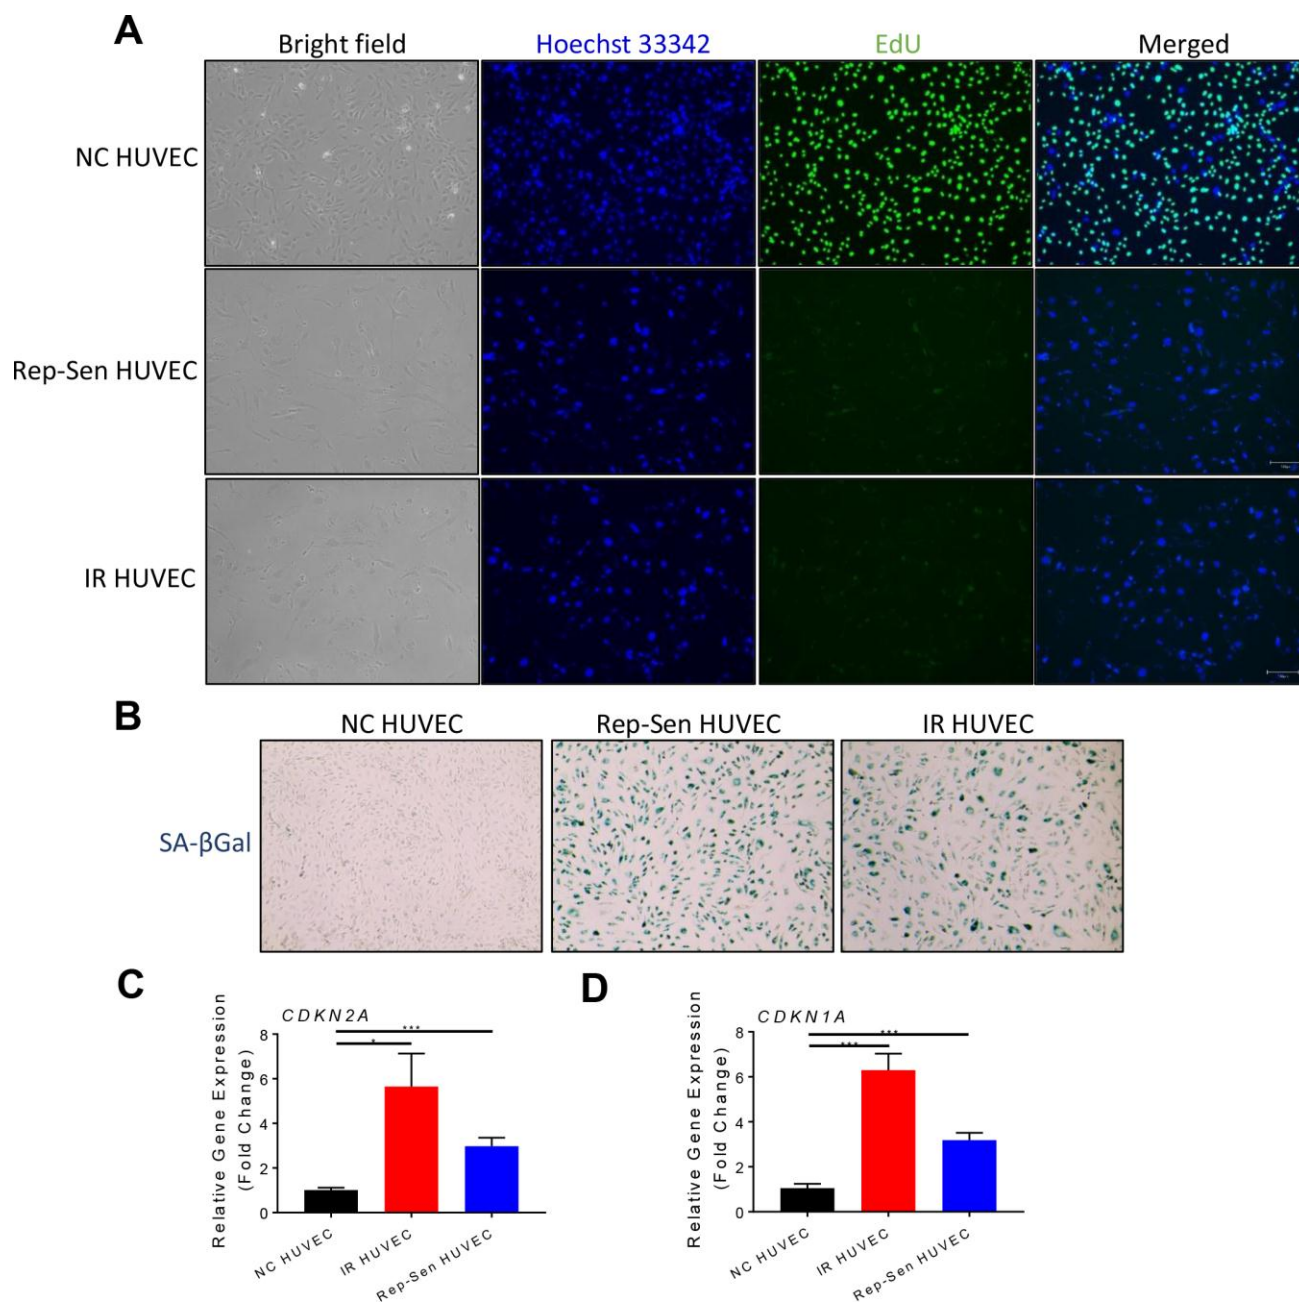 A
Bright field
Hoechst 33342
EdU
Merged
NC HUVEC
Rep-Sen HUVEC
IR HUVEC
B
NC HUVEC
Rep-Sen HUVEC
IR HUVEC
SA-βGal
C
CDKN2A
Relative Gene Expression
(Fold Change)
8
6
4
2
0
***
*
NC HUVEC
IR HUVEC
Rep-Sen HUVEC
D
CDKN1A
Relative Gene Expression
(Fold Change)
8
6
4
2
0
***
***
NC HUVEC
IR HUVEC
Rep-Sen HUVEC